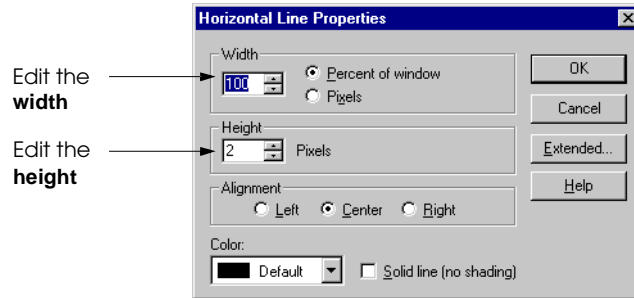 Horizontal Line Properties
Width
Edit the
width
100
Percent of window
Pixels
OK
Cancel
Height
Edit the
height
2
Pixels
Extended...
Alignment
Left
Center
Right
Help
Color:
Default
Solid line (no shading)